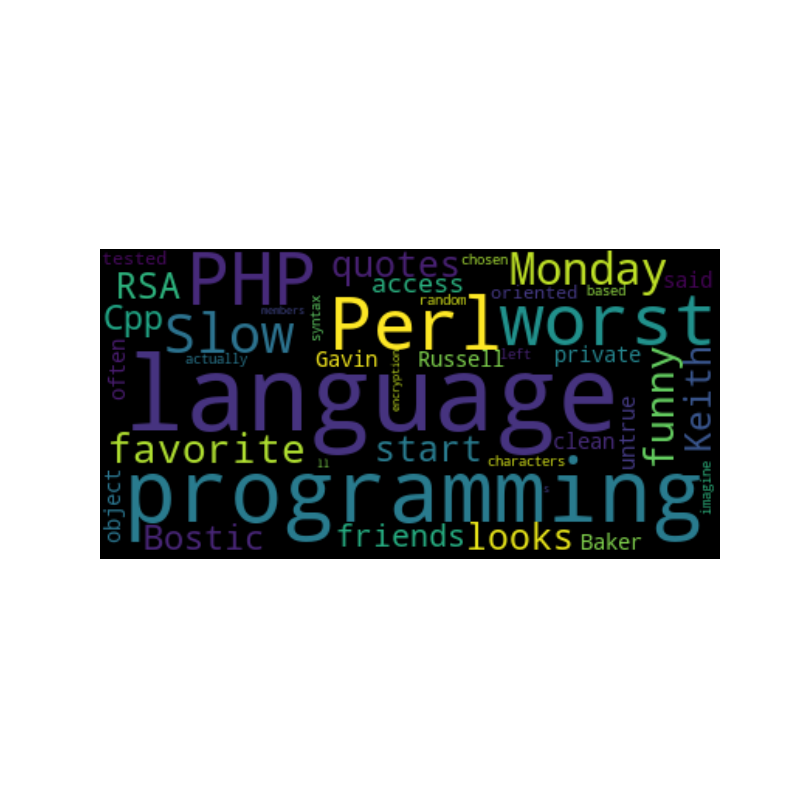 tested
PHP
quotes
chosen
Monday
said
RSA
access
oriented
based
Cpp
Slow
members
syntax
random
Perl
worst
often
actually
Gavin
encryption
Russell
left
private
funny
Keith
language
untrue
favorite
start
clean
ll
characters
imagine
object
programming
s
Bostic
friends
looks
Baker